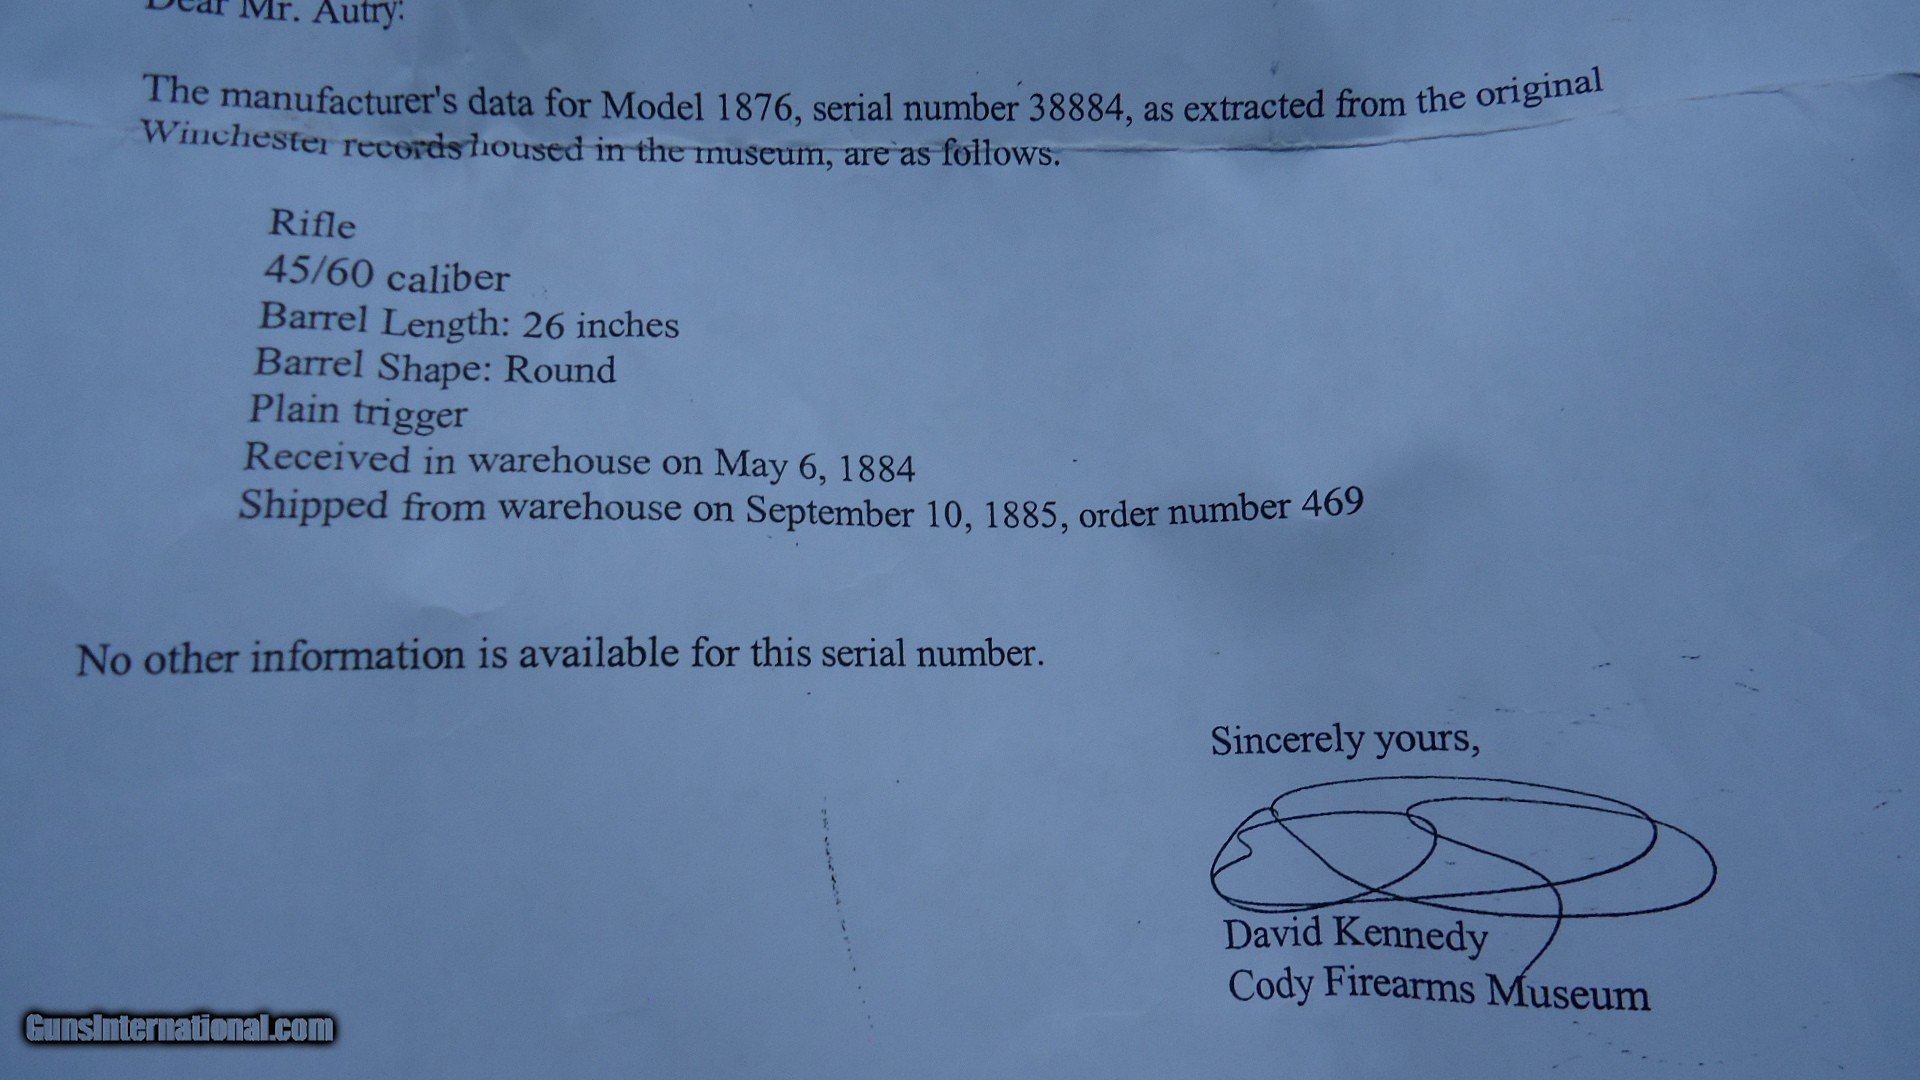 Dear Mr. Autry:
The manufacturer's data for Model 1876, serial number 38884, as extracted from the original
Winchester records housed in the museum, are as follows.
Rifle
45/60 caliber
Barrel Length: 26 inches
Barrel Shape: Round
Plain trigger
Received in warehouse on May 6, 1884
Shipped from warehouse on September 10, 1885, order number 469
No other information is available for this serial number.
Sincerely yours,
David Kennedy
Cody Firearms Museum
GunsInternational.com